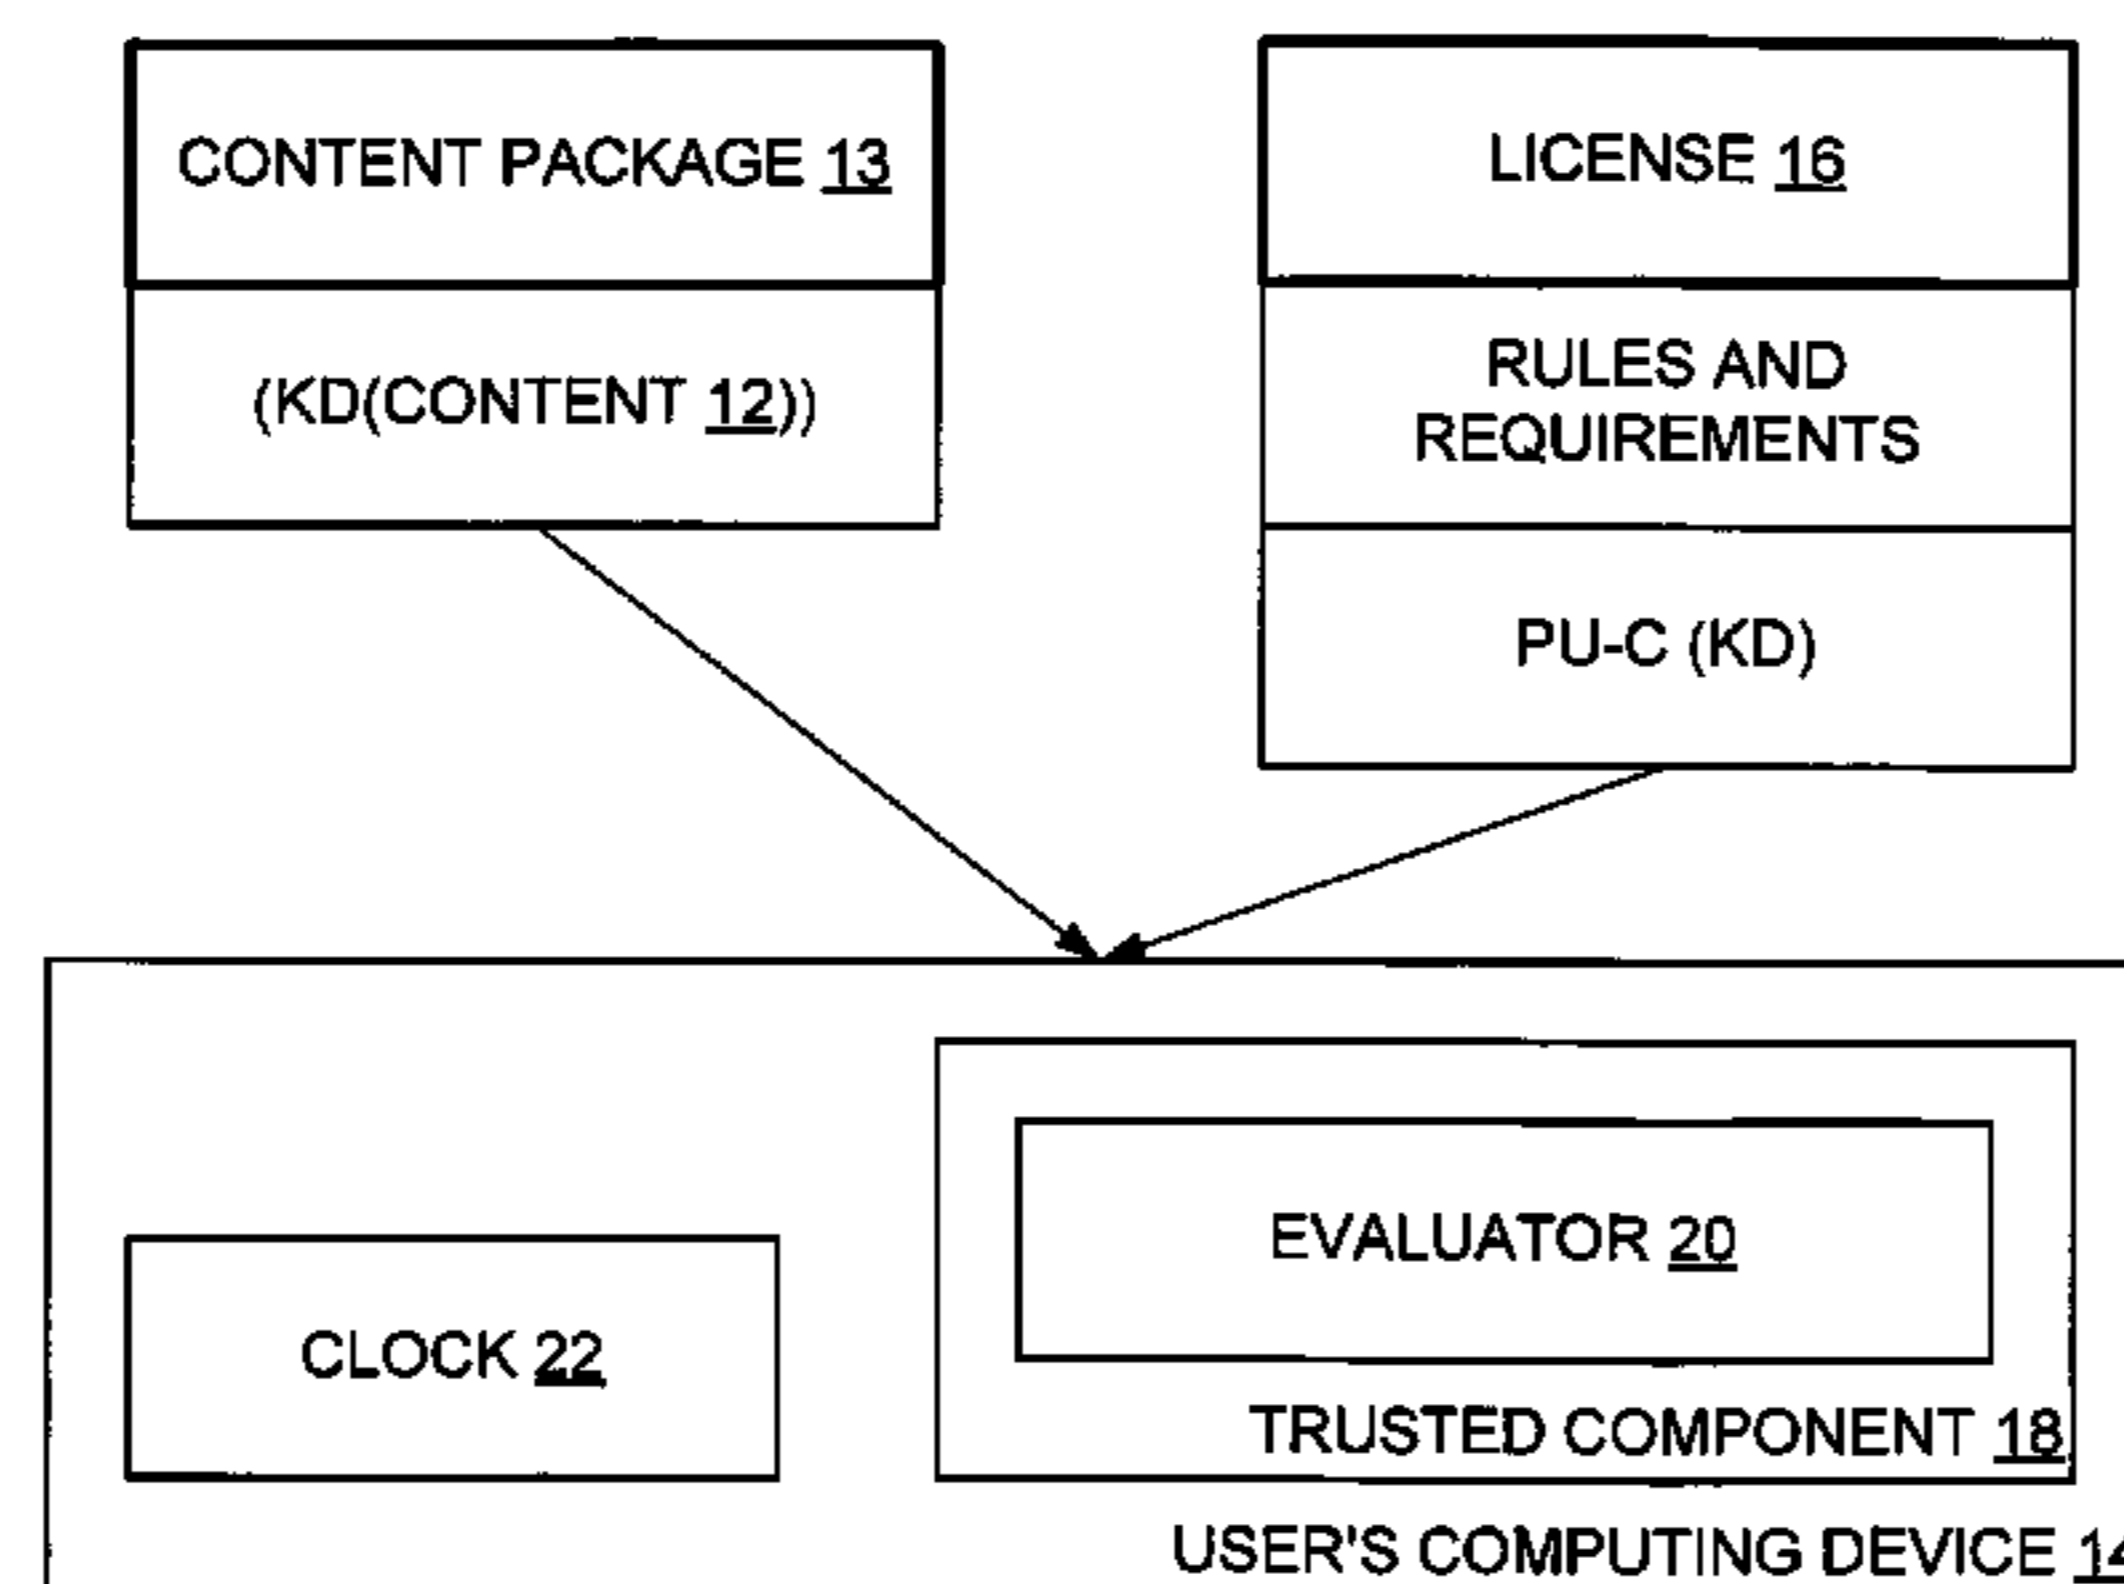 CONTENT PACKAGE 13
(KD(CONTENT 12))
LICENSE 16
RULES AND
REQUIREMENTS
PU-C (KD)
CLOCK 22
EVALUATOR 20
TRUSTED COMPONENT 18
USER'S COMPUTING DEVICE 14